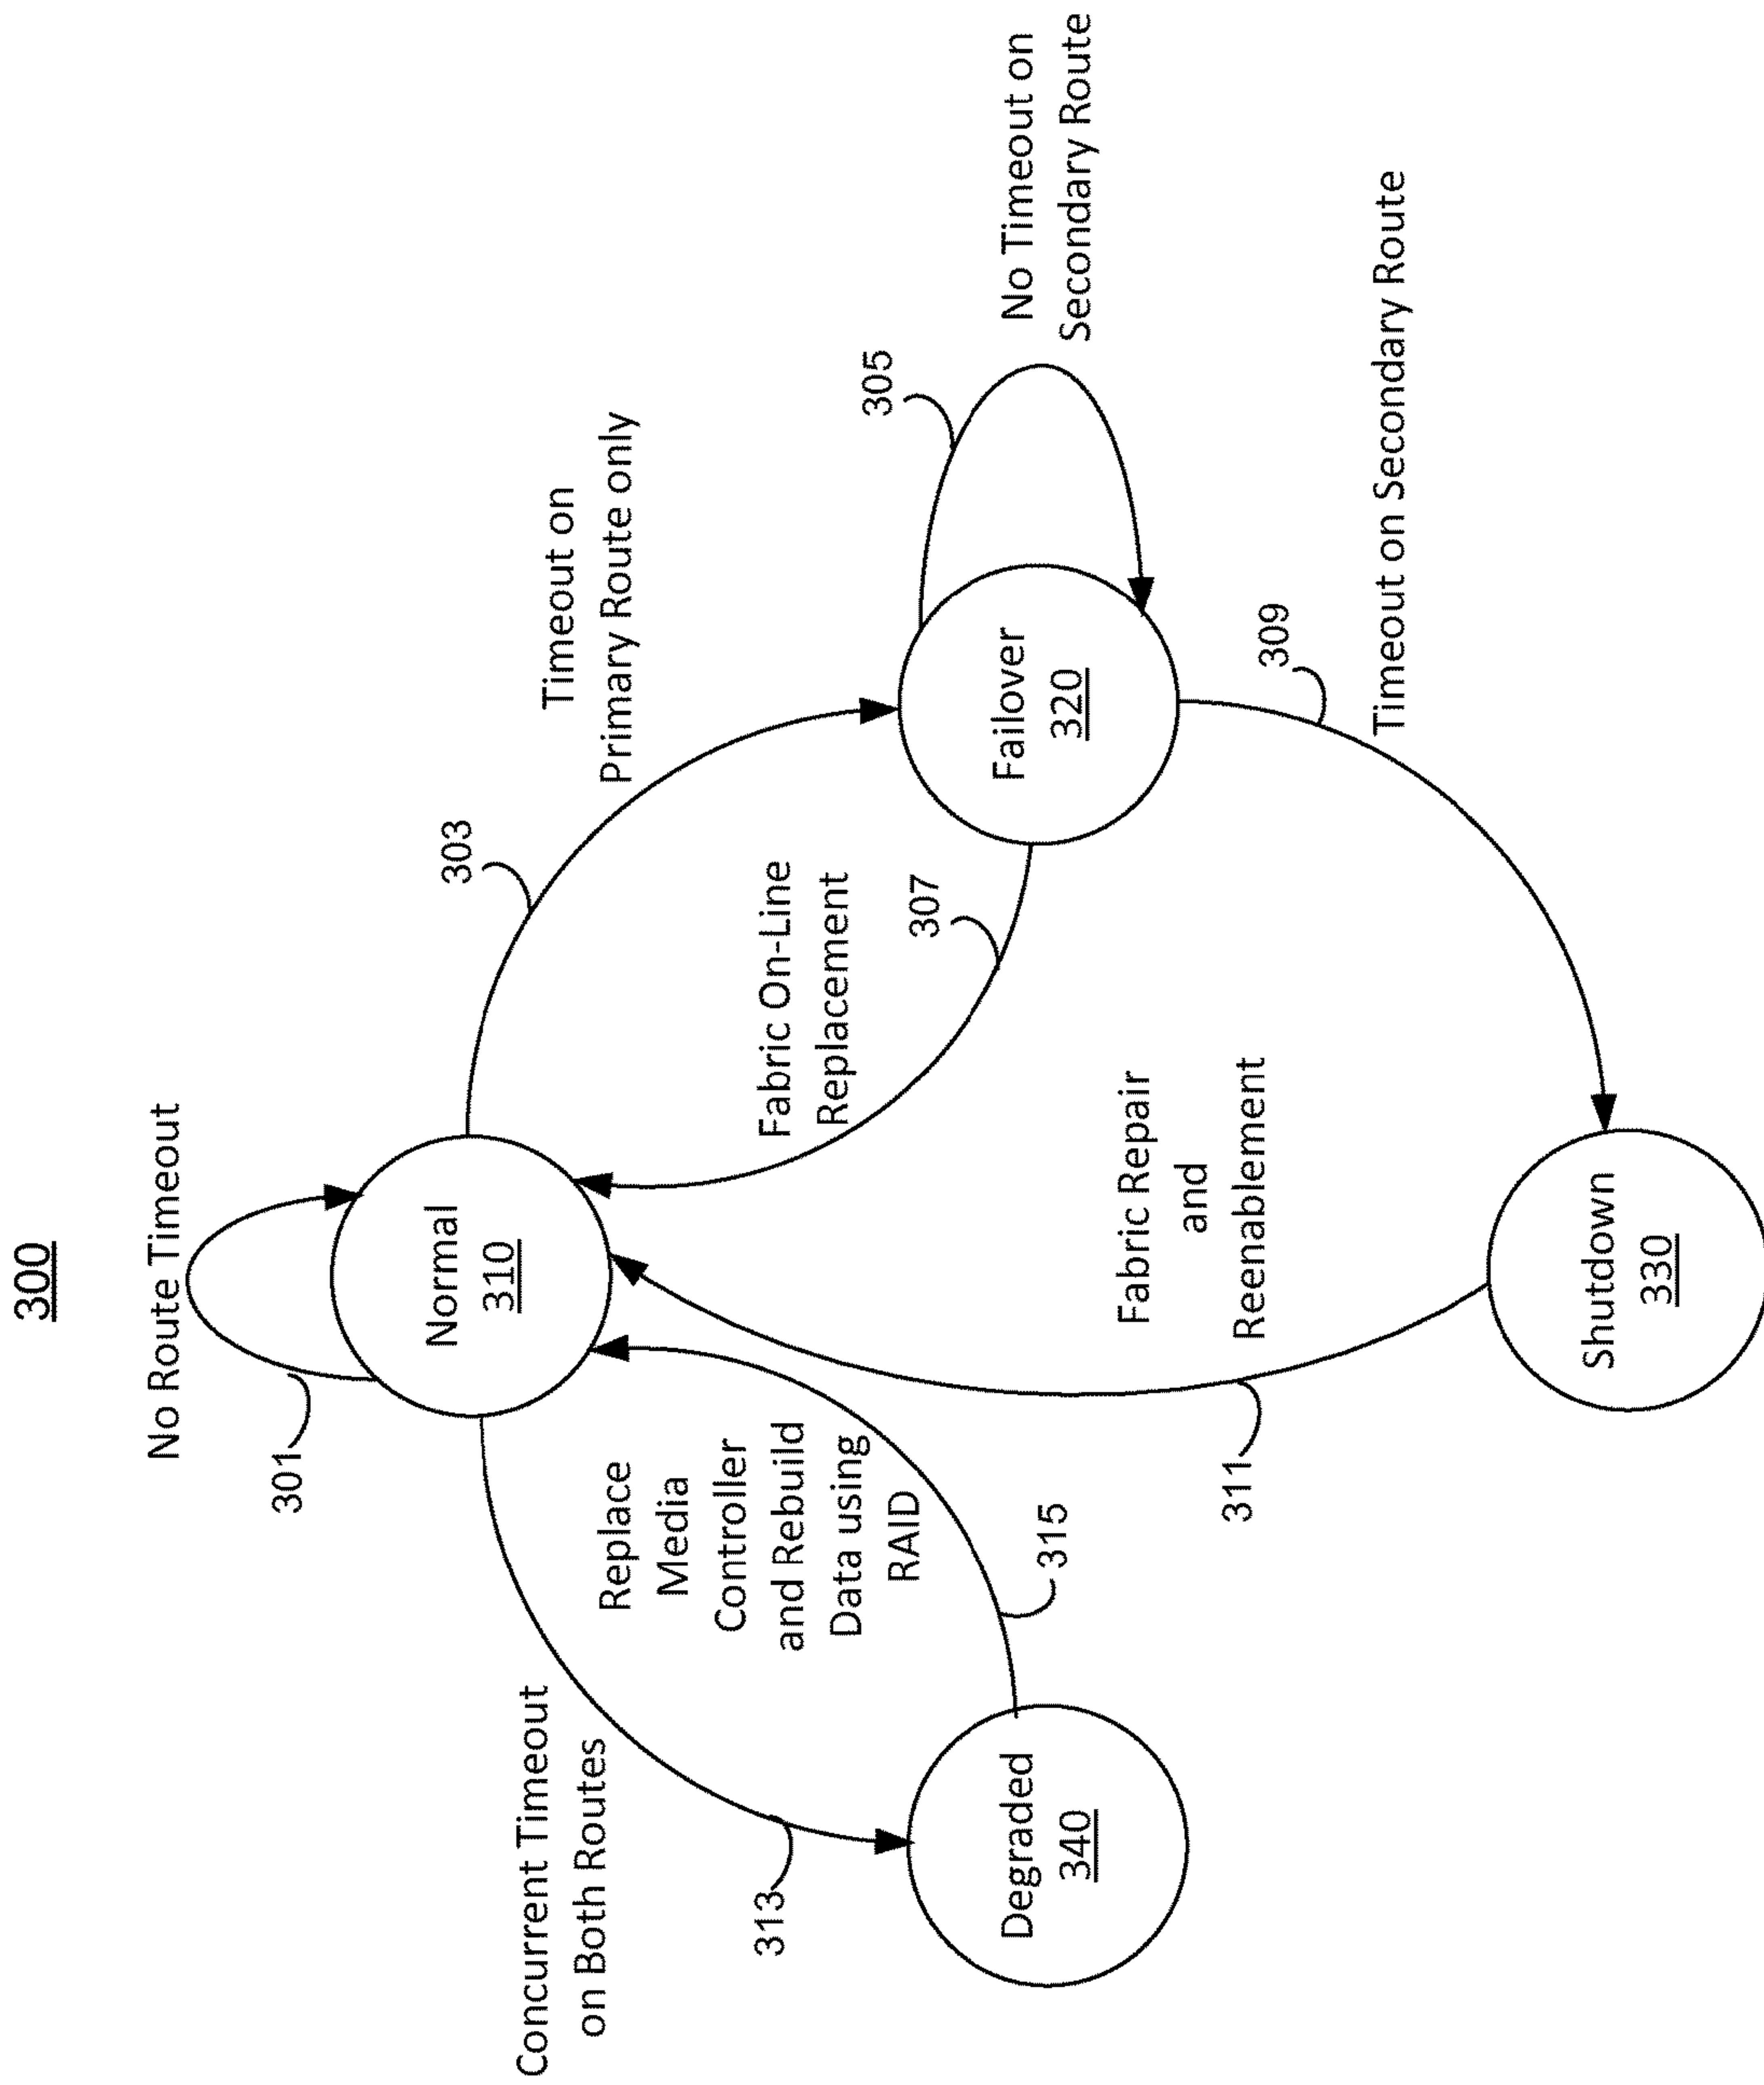 300
No Route Timeout
301
Normal
310
303
Timeout on
Primary Route only
Concurrent Timeout
on Both Routes
313
Replace
Media
Controller
and Rebuild
Data using
RAID
315
Fabric On-Line
Replacement
307
305
No Timeout on
Secondary Route
Failover
320
Degraded
340
309
Timeout on Secondary Route
Fabric Repair
and
Reenablement
311
Shutdown
330